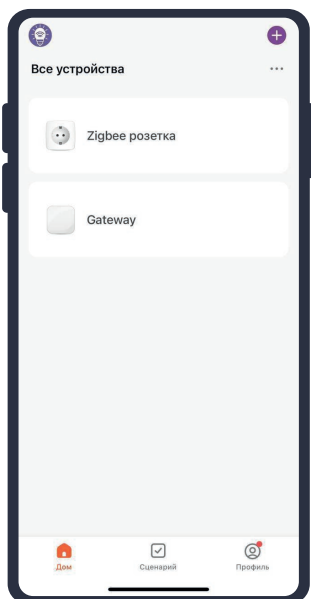 Все устройства
Zigbee розетка
Gateway
Дом
Сценарий
Профиль